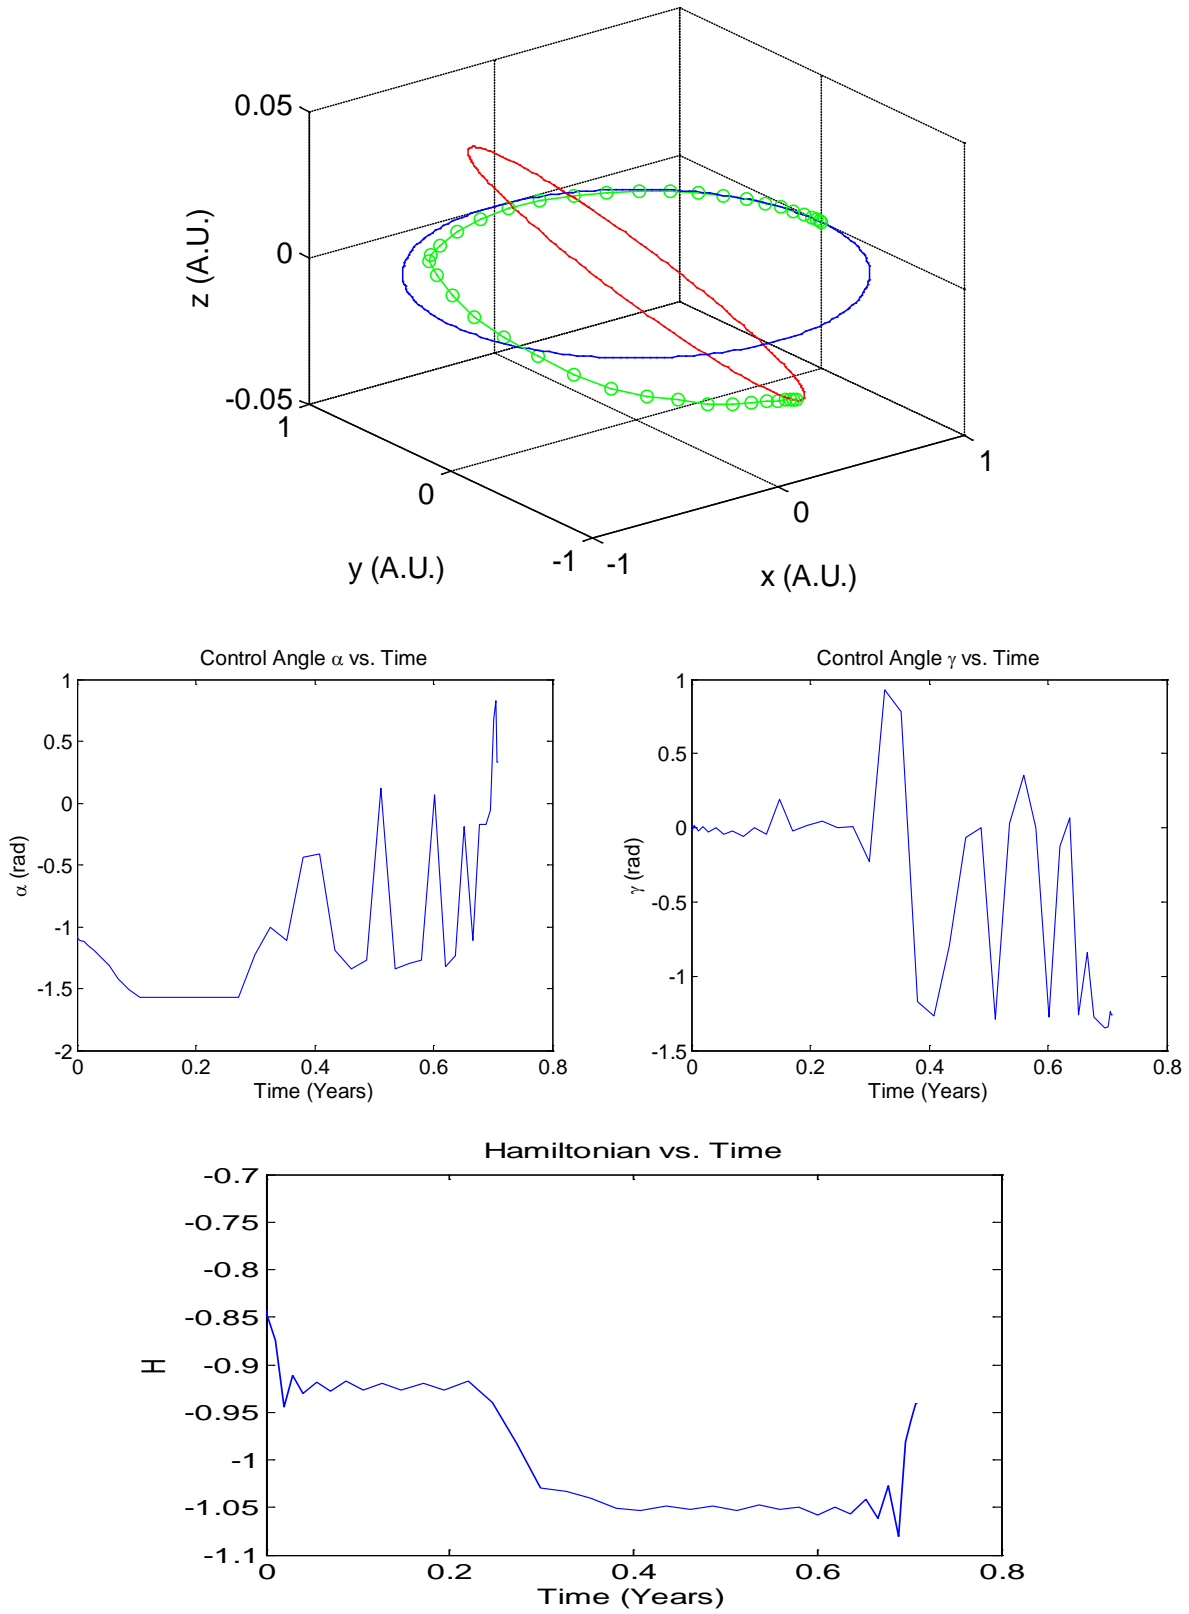 0.05
0
-0.05
z (A.U.)
1
0
-1
y (A.U.)
-1
0
1
x (A.U.)
Control Angle α vs. Time
1
0.5
0
-0.5
-1
-1.5
-2
α (rad)
0 0.2 0.4 0.6 0.8
Time (Years)
Control Angle γ vs. Time
1
0.5
0
-0.5
-1
-1.5
γ (rad)
0 0.2 0.4 0.6 0.8
Time (Years)
Hamiltonian vs. Time
-0.7
-0.75
-0.8
-0.85
-0.9
-0.95
-1
-1.05
-1.1
H
0 0.2 0.4 0.6 0.8
Time (Years)